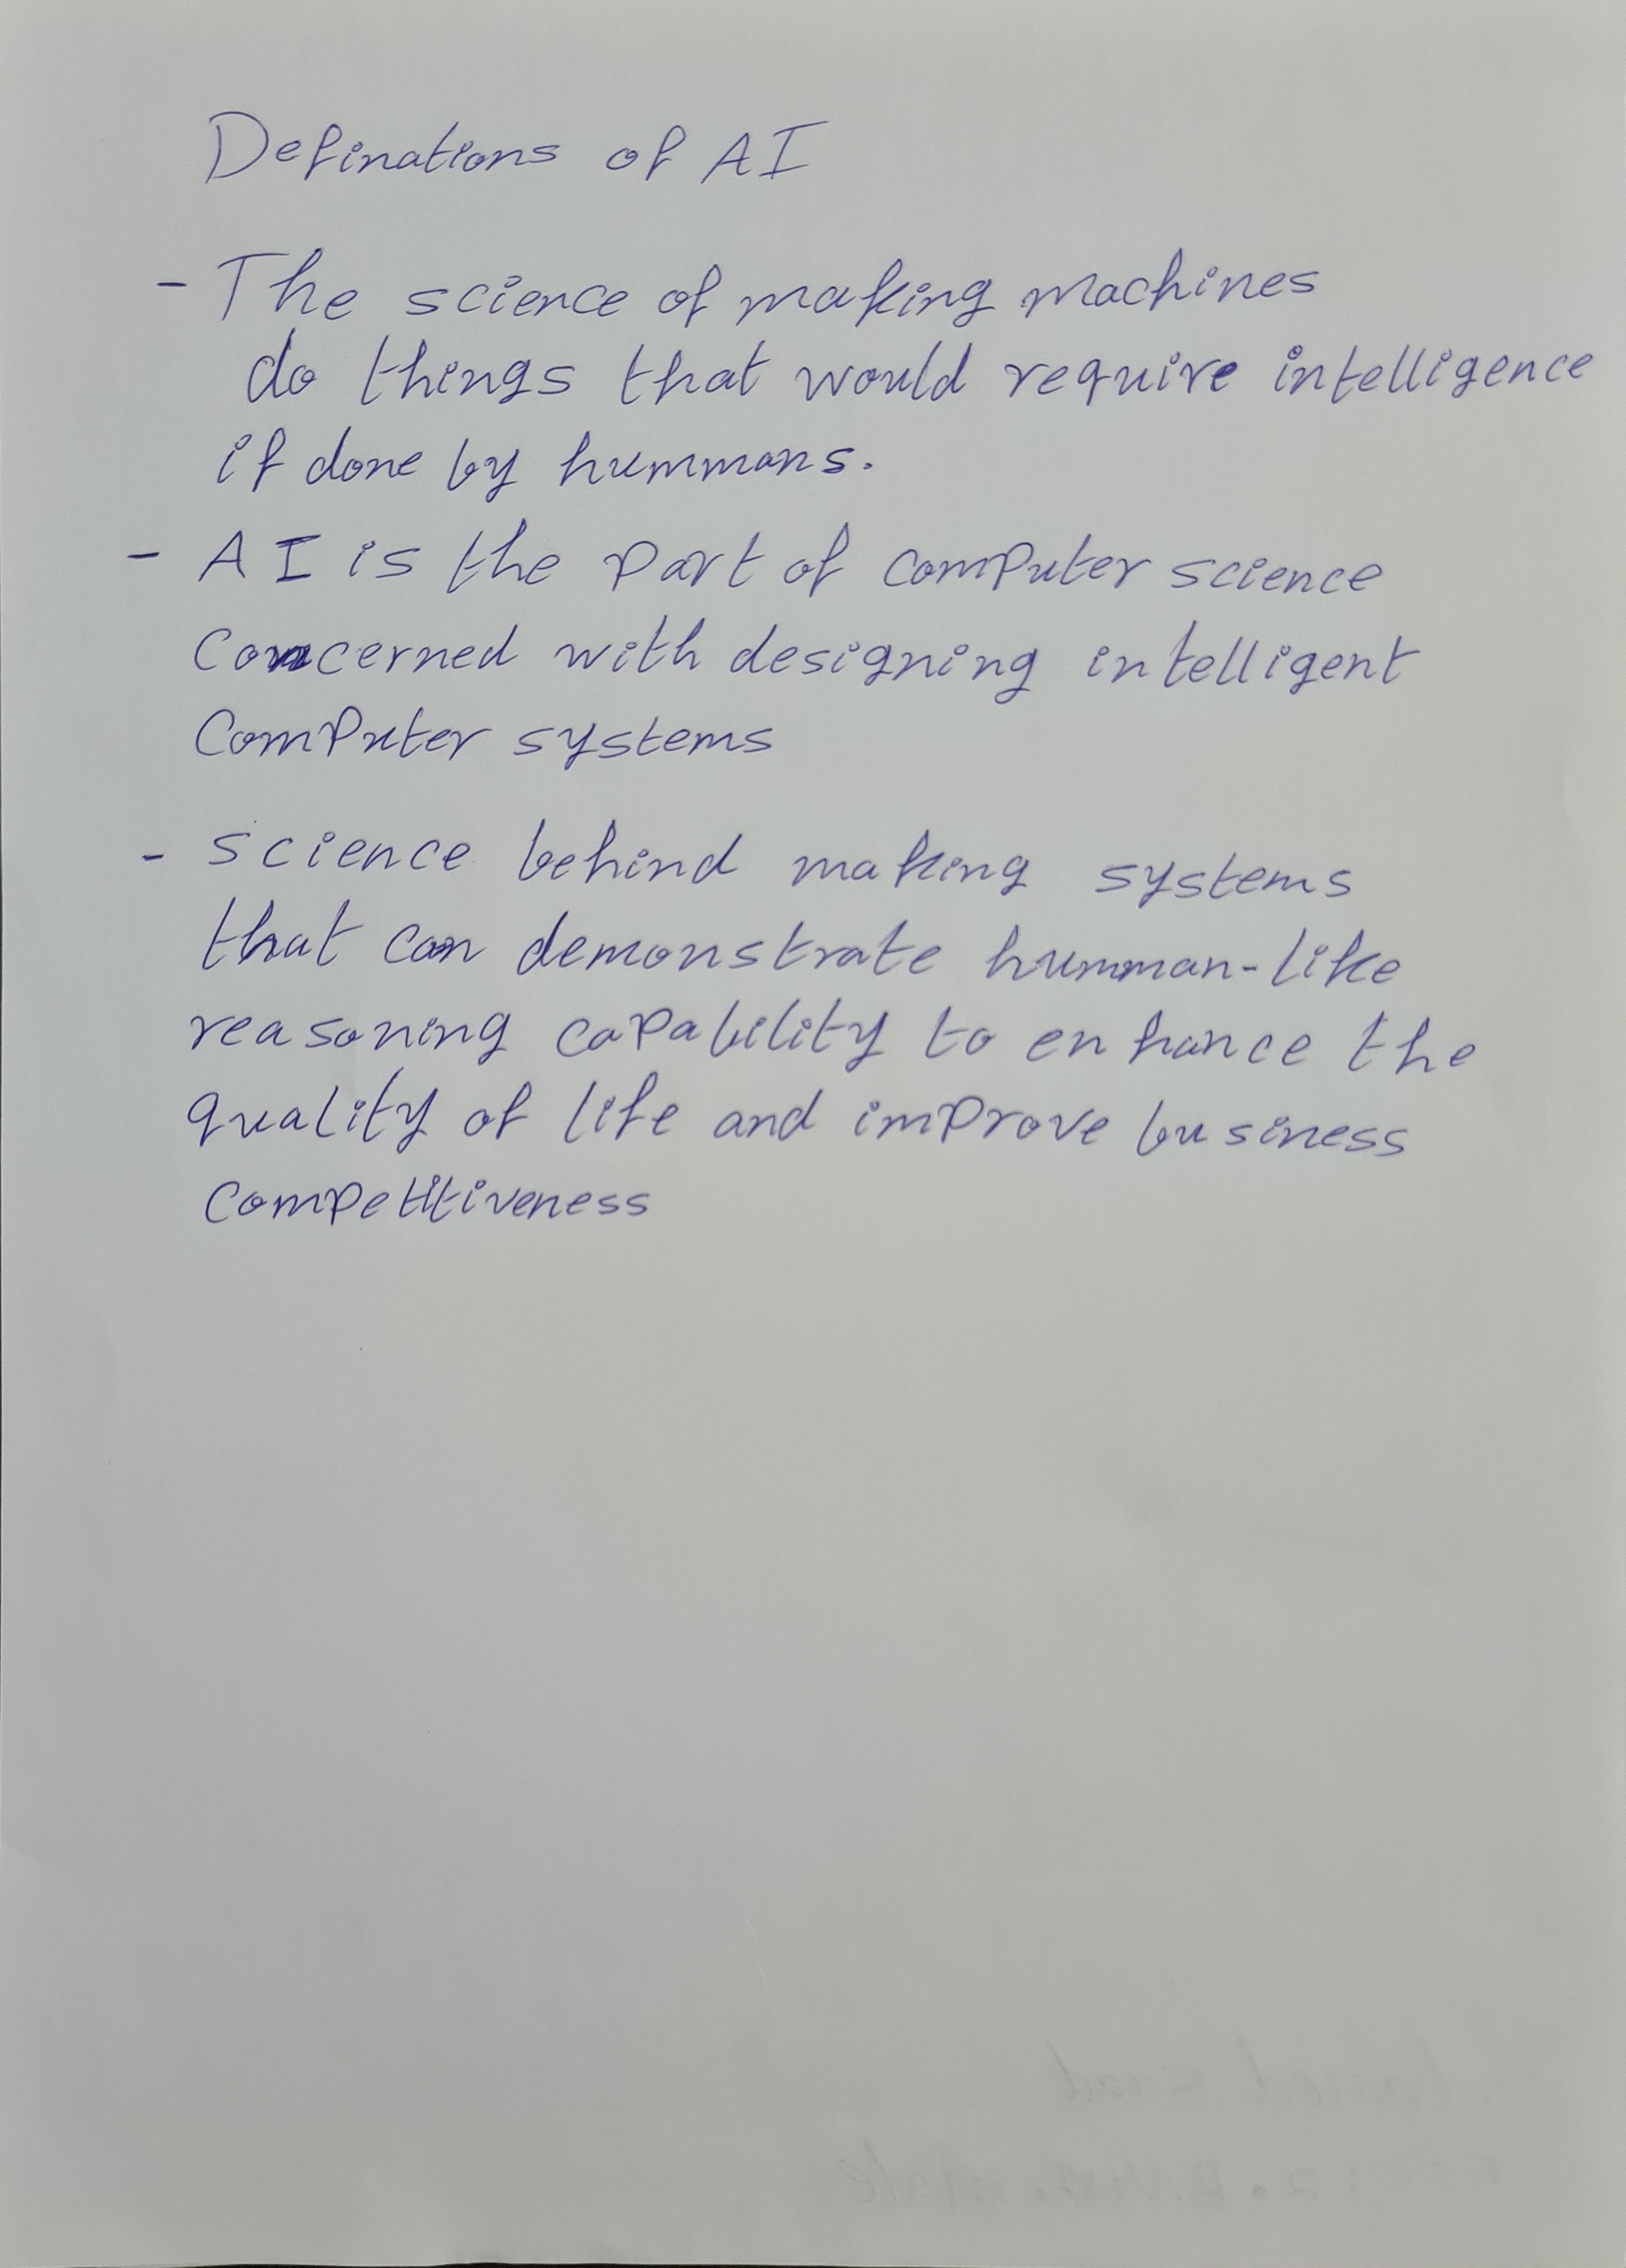 Definations of AI
- The science of making machines
do things that would require intelligence
if done by hummans.
- AI is the part of computer science
concerned with designing intelligent
computer systems
- science behind making systems
that can demonstrate humman-like
reasoning capability to enhance the
quality of life and improve business
competitiveness